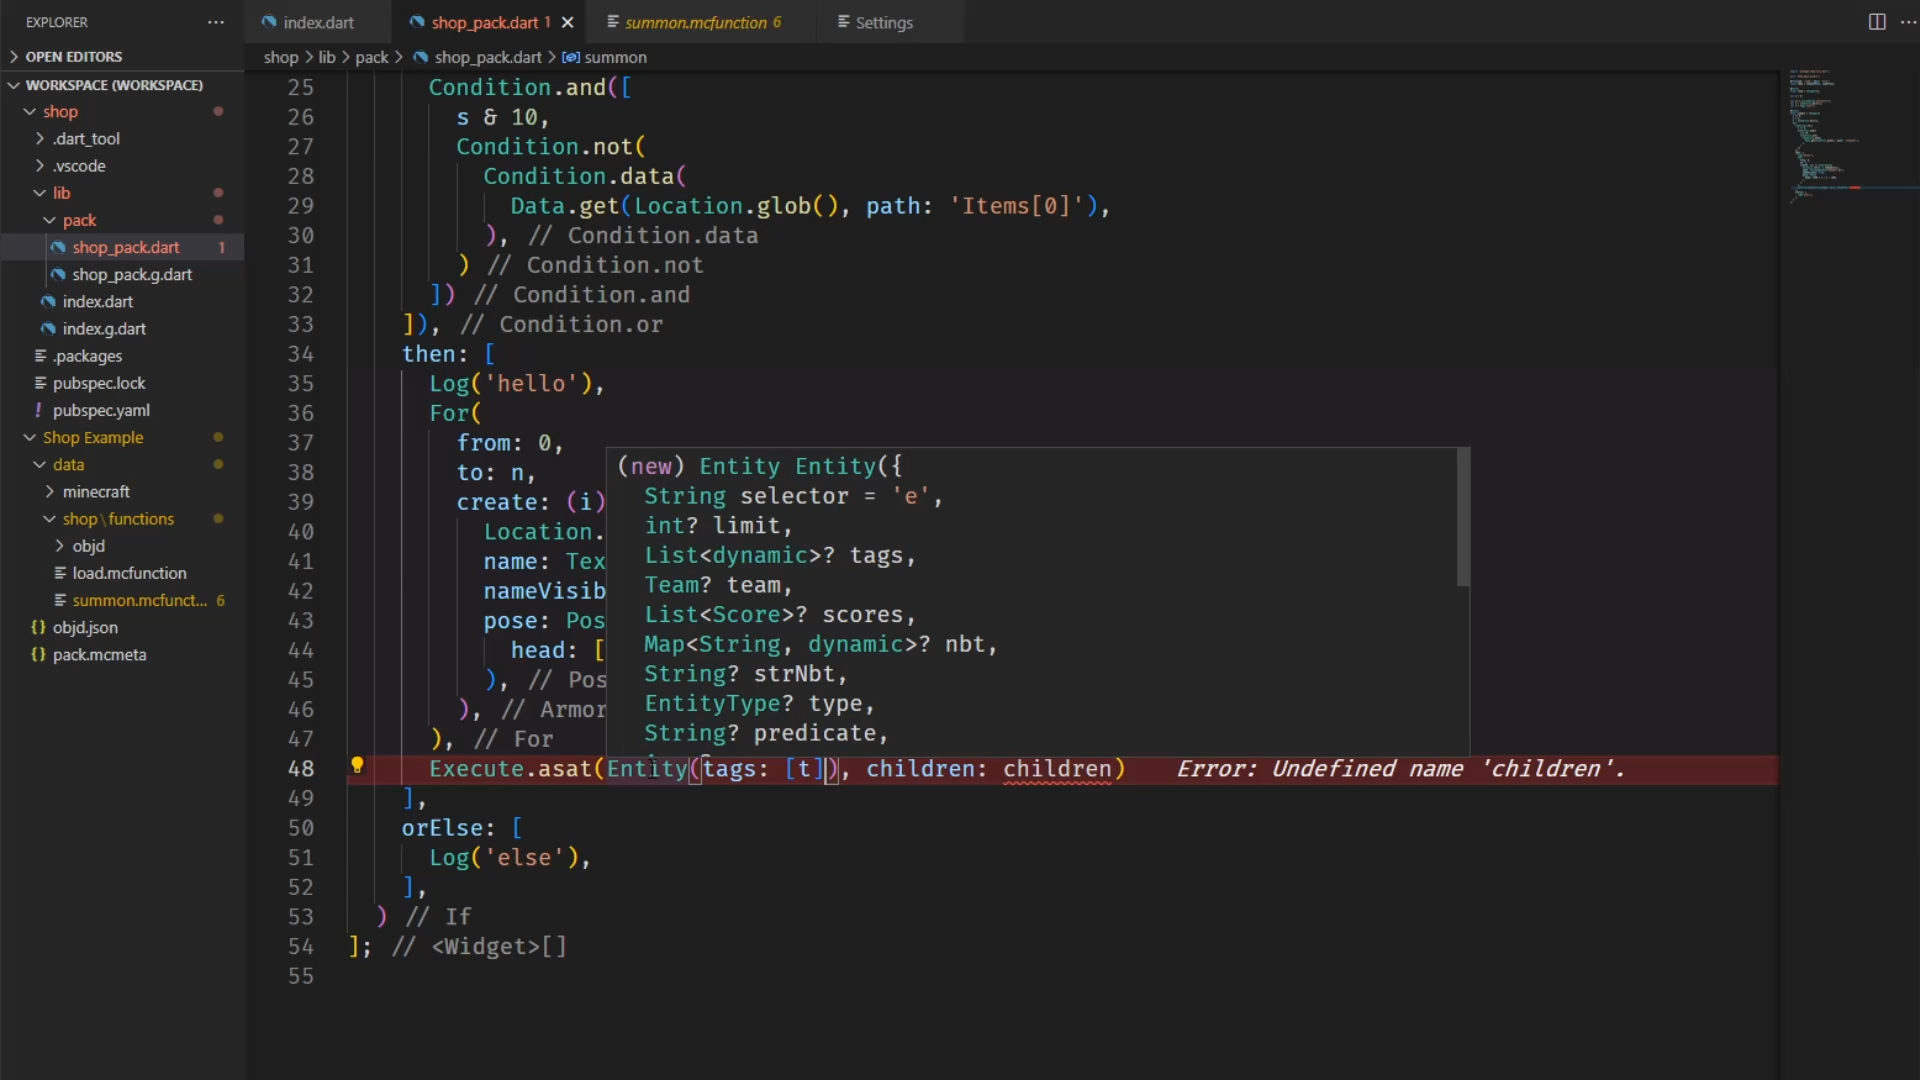 EXPLORER
OPEN EDITORS
WORKSPACE (WORKSPACE)
shop
.dart_tool
.vscode
lib
pack
shop_pack.dart 1
shop_pack.g.dart
index.dart
index.g.dart
.packages
pubspec.lock
! pubspec.yaml
Shop Example
data
minecraft
shop\functions
objd
load.mcfunction
summon.mcfunct... 6
{} objd.json
{} pack.mcmeta
index.dart
shop_pack.dart 1
summon.mcfunction 6
Settings
shop > lib > pack > shop_pack.dart > summon
25 Condition.and([
26 s & 10,
27 Condition.not(
28 Condition.data(
29 Data.get(Location.glob(), path: 'Items[0]'),
30 ), // Condition.data
31 ) // Condition.not
32 ]) // Condition.and
33 ]), // Condition.or
34 then: [
35 Log('hello'),
36 For(
37 from: 0,
38 to: n,
39 create: (i)
40 Location.
41 name: Tex
42 nameVisib
43 pose: Pos
44 head: [
45 ), // Pos
46 ), // Armor
47 ), // For
48 Execute.asat(Entity(tags: [t]), children: children) Error: Undefined name 'children'.
49 ],
50 orElse: [
51 Log('else'),
52 ],
53 ) // If
54 ]; // <Widget>[]
55
(new) Entity Entity({
String selector = 'e',
int? limit,
List<dynamic>? tags,
Team? team,
List<Score>? scores,
Map<String, dynamic>? nbt,
String? strNbt,
EntityType? type,
String? predicate,